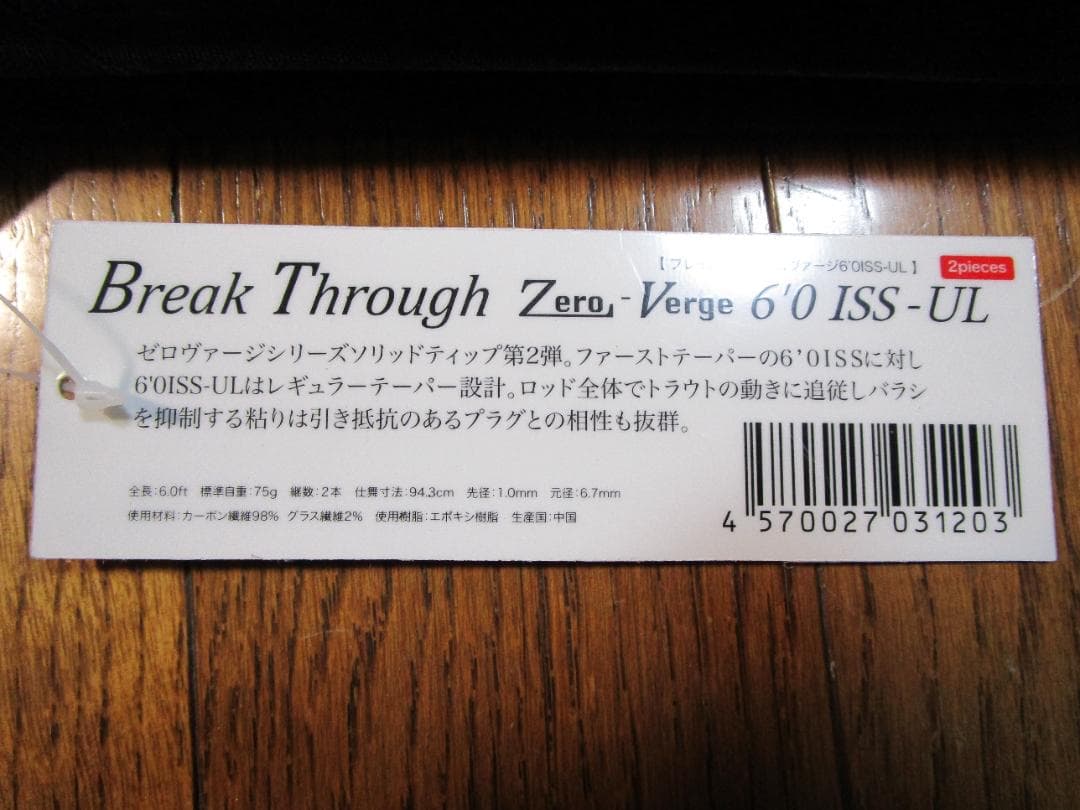 【ブレ ヴァージ6'0ISS-UL】 2pieces
Break Through Zero-Verge 6'0 ISS-UL
ゼロヴァージシリーズソリッドティップ第2弾。ファーストテーパーの6'0ISSに対し
6'0ISS-ULはレギュラーテーパー設計。ロッド全体でトラウトの動きに追従しバラシ
を抑制する粘りは引き抵抗のあるプラグとの相性も抜群。
全長:6.0ft 標準自重:75g 継数:2本 仕舞寸法:94.3cm 先径:1.0mm 元径:6.7mm
使用材料:カーボン繊維98% グラス繊維2% 使用樹脂:エポキシ樹脂 生産国:中国
4 570027 031203